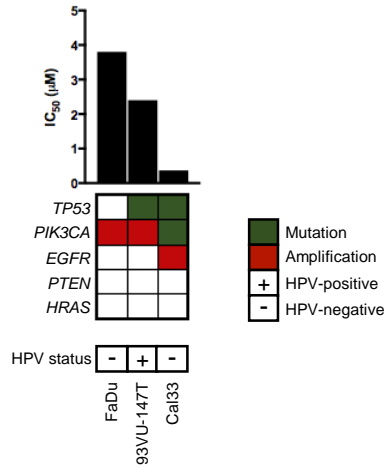 5
4
3
2
1
0
IC50 (μM)
TP53
PIK3CA
EGFR
PTEN
HRAS
Mutation
Amplification
+ HPV-positive
- HPV-negative
HPV status - + -
FaDu
93VU-147T
Cal33